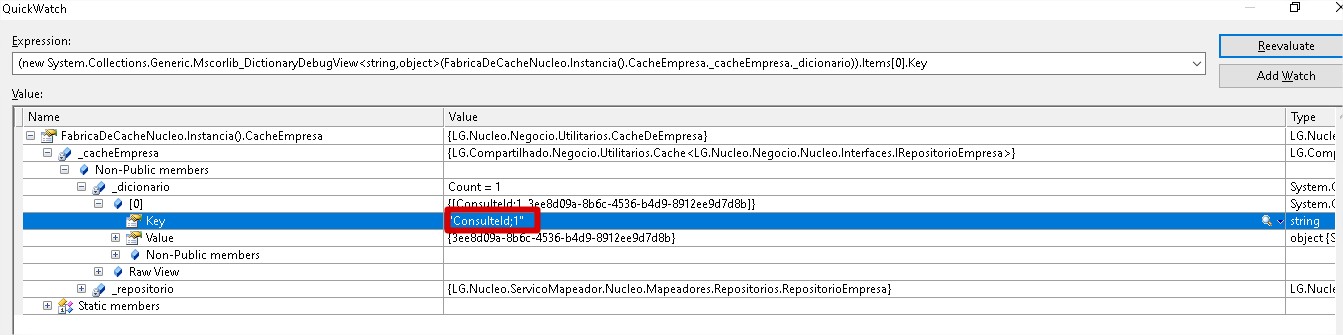 QuickWatch
Expression:
(new System.Collections.Generic.Mscorlib_DictionaryDebugView<string,object>(FabricaDeCacheNucleo.Instancia().CacheEmpresa._cacheEmpresa._dicionario)).Items[0].Key
Reevaluate
Add Watch
Value:
Name Value Type
FabricaDeCacheNucleo.Instancia().CacheEmpresa {LG.Nucleo.Negocio.Utilitarios.CacheDeEmpresa} LG.Nucle
_cacheEmpresa {LG.Compartilhado.Negocio.Utilitarios.Cache<LG.Nucleo.Negocio.Nucleo.Interfaces.IRepositorioEmpresa>} LG.Comp
Non-Public members
_dicionario Count = 1 System.C
[0] {[ConsulteId;1, 3ee8d09a-8b6c-4536-b4d9-8912ee9d7d8b]} System.C
Key "ConsulteId;1" string
Value {3ee8d09a-8b6c-4536-b4d9-8912ee9d7d8b} object {S
Non-Public members
Raw View
_repositorio {LG.Nucleo.ServicoMapeador.Nucleo.Mapeadores.Repositorios.RepositorioEmpresa} LG.Nucle
Static members